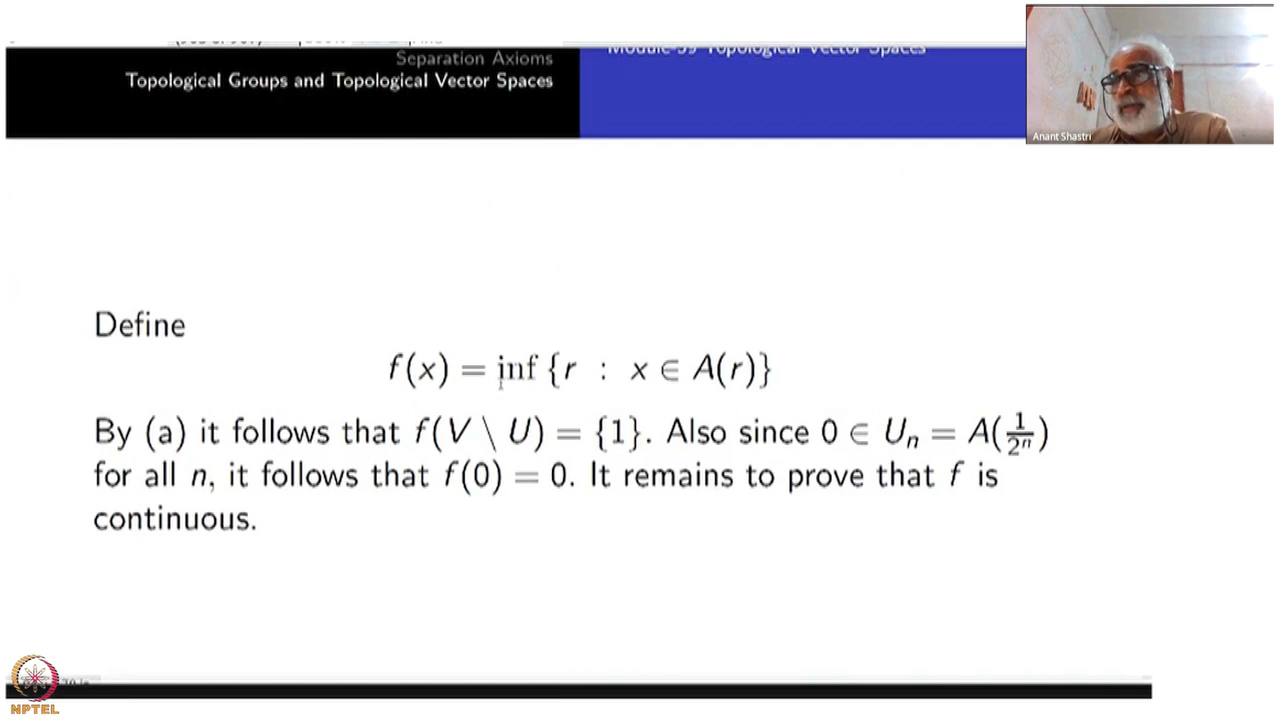 Separation Axioms
Topological Groups and Topological Vector Spaces
Module-39 Topological Vector Spaces
Anant Shastri
Define
f(x) = inf {r : x ∈ A(r)}
By (a) it follows that f(V \ U) = {1}. Also since 0 ∈ Uₙ = A(1/2ⁿ)
for all n, it follows that f(0) = 0. It remains to prove that f is
continuous.
NPTEL